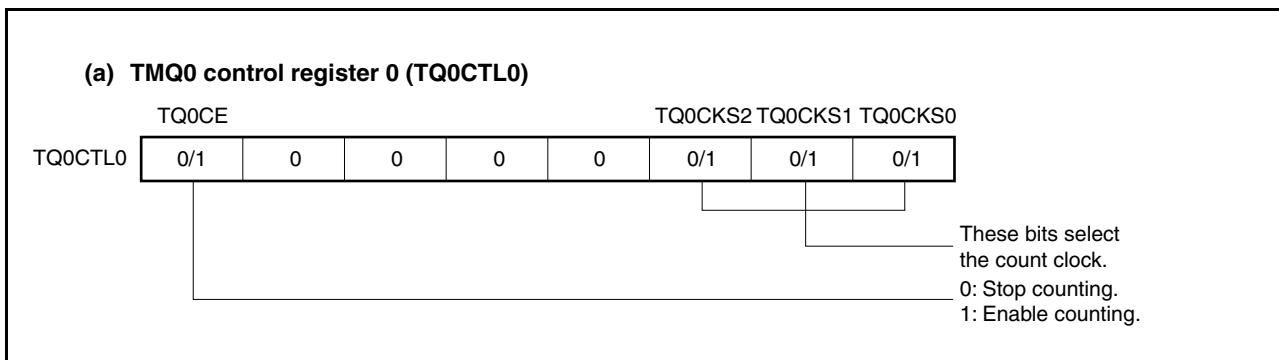 (a) TMQ0 control register 0 (TQ0CTL0)
TQ0CE TQ0CKS2 TQ0CKS1 TQ0CKS0
TQ0CTL0 0/1 0 0 0 0 0/1 0/1 0/1
These bits select
the count clock.
0: Stop counting.
1: Enable counting.